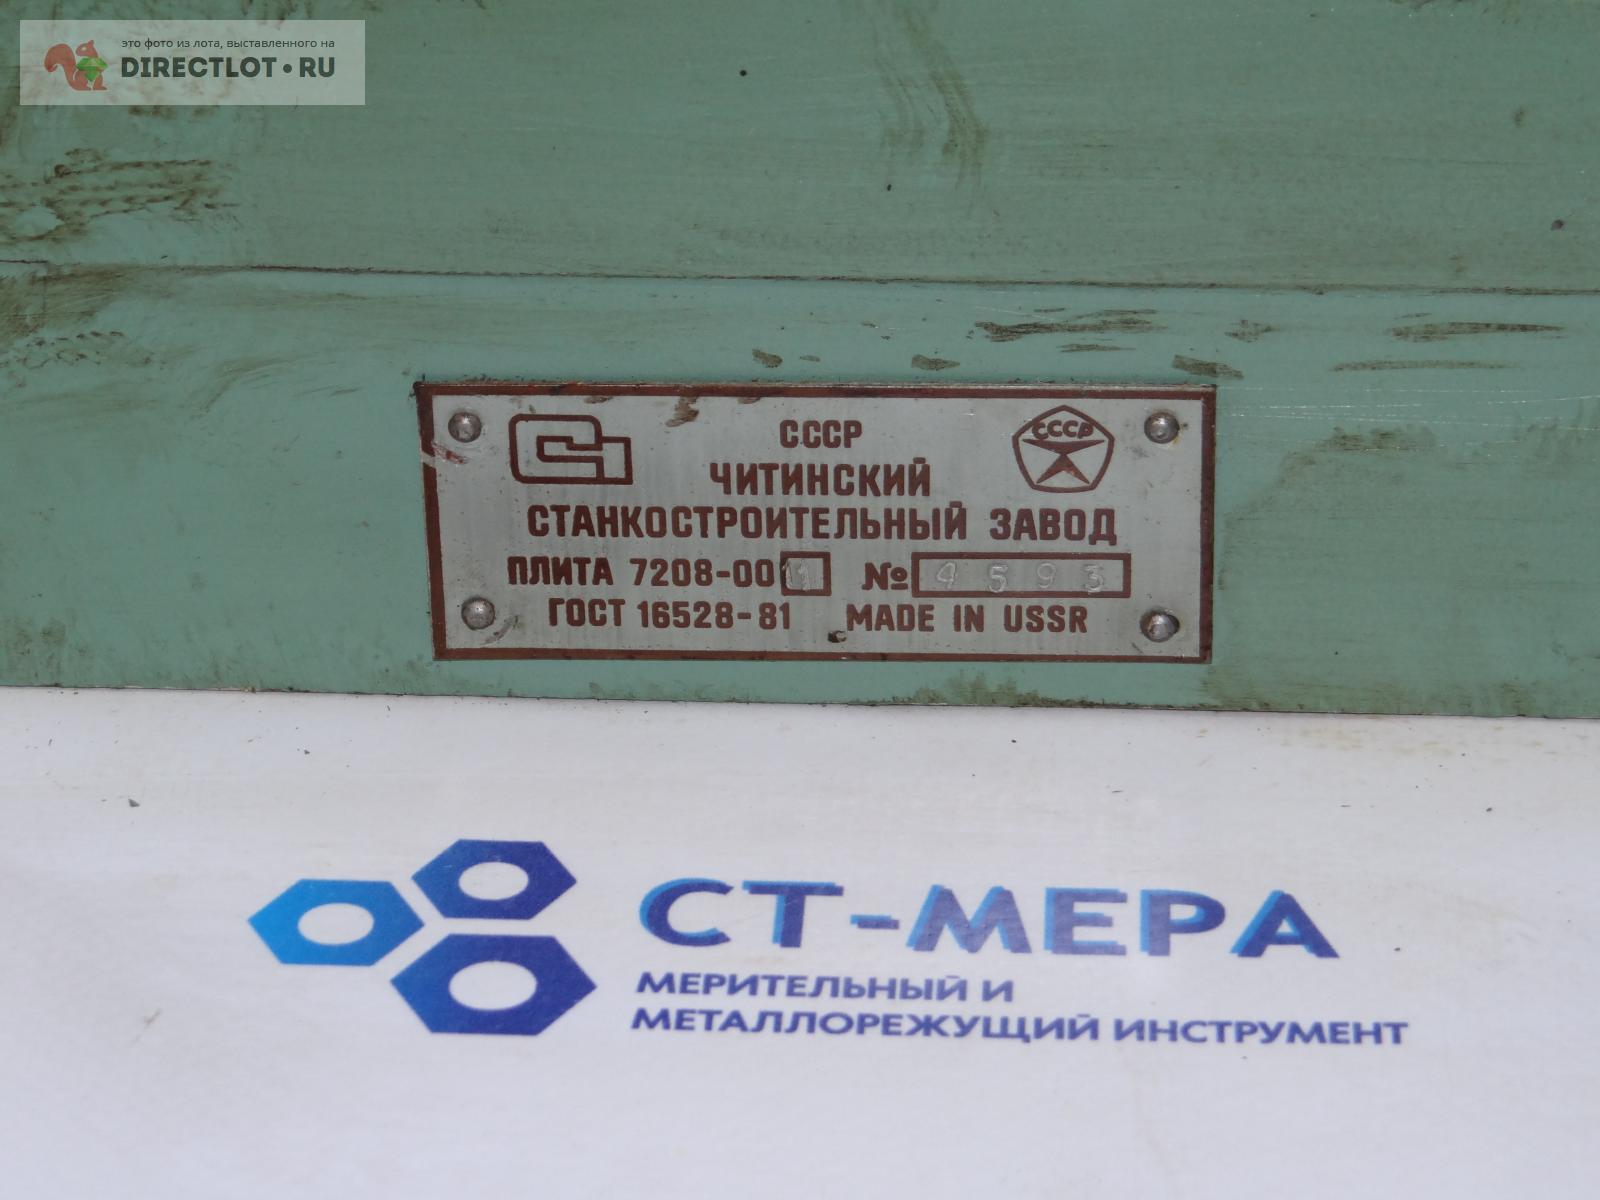 это фото из лота, выставленного на
DIRECTLOT•RU
СССР
СССР
ЧИТИНСКИЙ
СТАНКОСТРОИТЕЛЬНЫЙ ЗАВОД
ПЛИТА 7208-0011 № 4593
ГОСТ 16528-81 MADE IN USSR
СТ-МЕРА
МЕРИТЕЛЬНЫЙ И
МЕТАЛЛОРЕЖУЩИЙ ИНСТРУМЕНТ